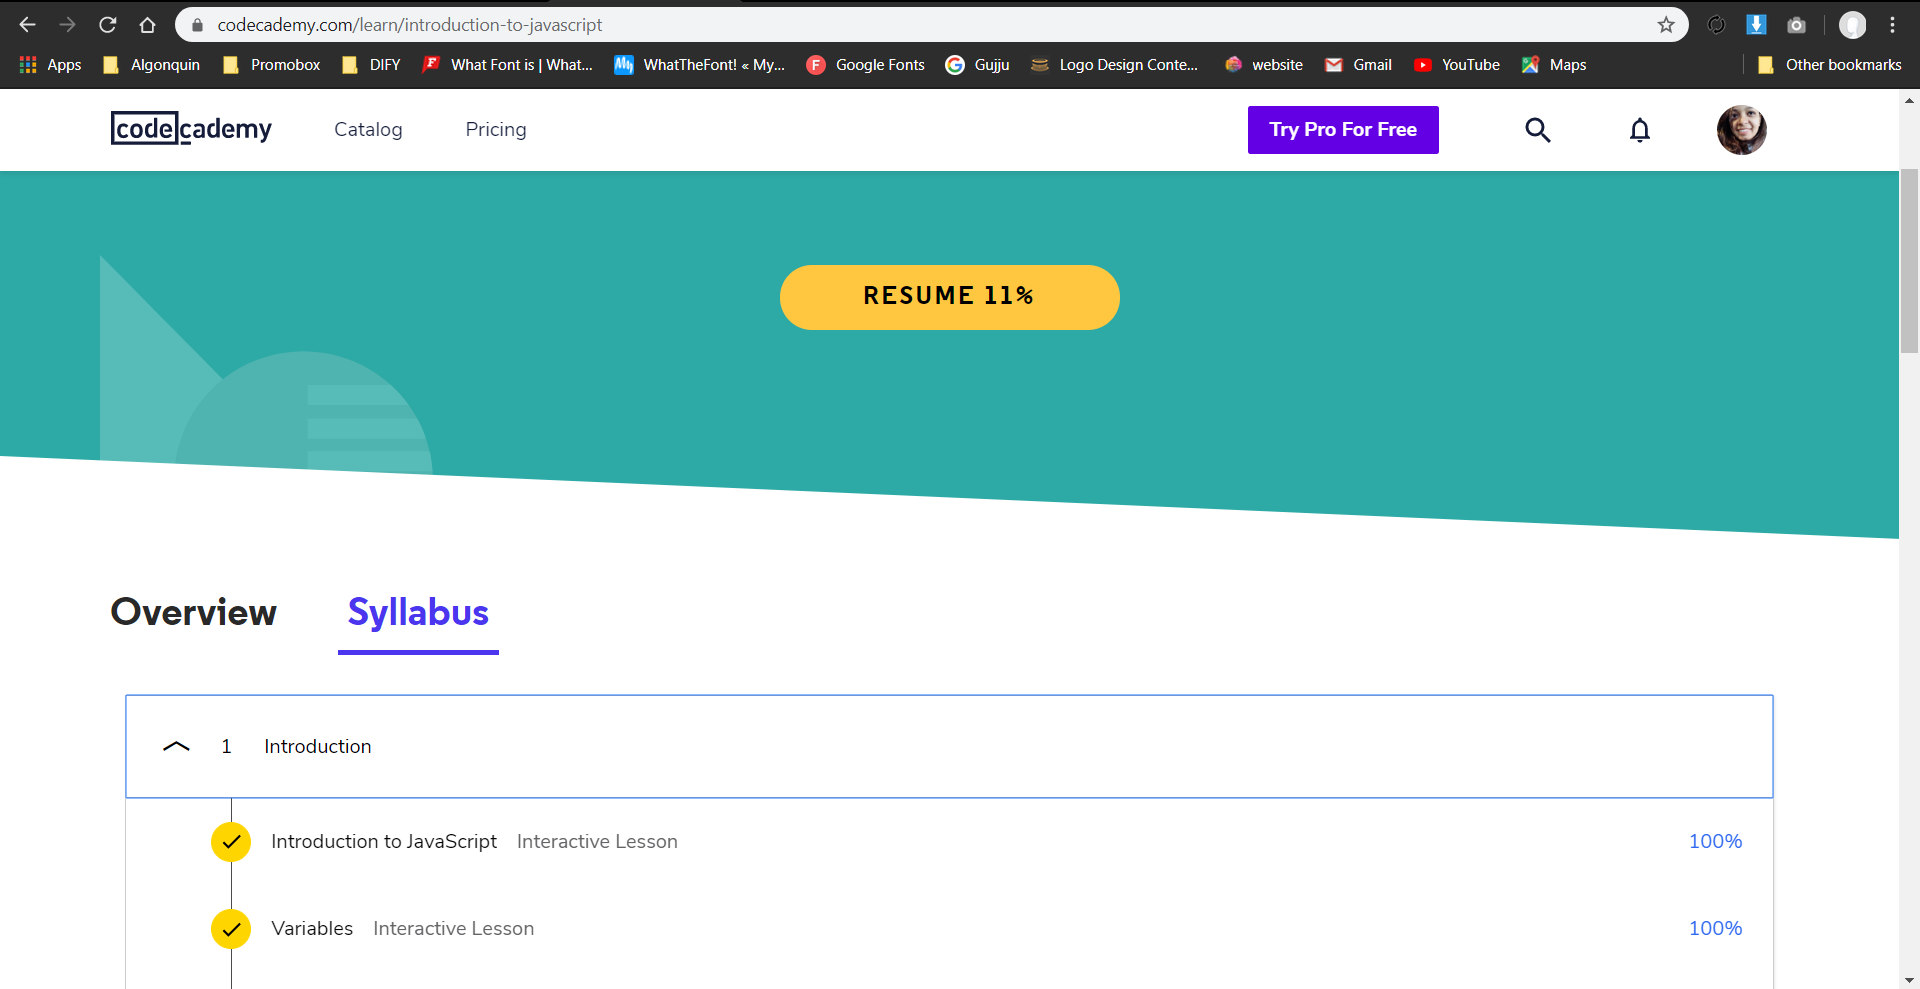 codecademy.com/learn/introduction-to-javascript
Apps Algonquin Promobox DIFY What Font is | What... WhatTheFont! « My... Google Fonts Gujju Logo Design Conte... website Gmail YouTube Maps Other bookmarks
codecademy Catalog Pricing Try Pro For Free
RESUME 11%
Overview Syllabus
1 Introduction
Introduction to JavaScript Interactive Lesson 100%
Variables Interactive Lesson 100%